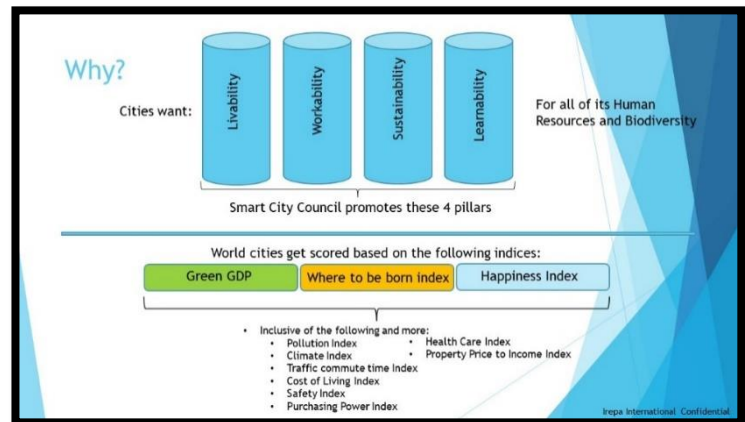 Why?
Cities want:
Livability
Workability
Sustainability
Learnability
For all of its Human
Resources and Biodiversity
Smart City Council promotes these 4 pillars
World cities get scored based on the following indices:
Green GDP
Where to be born index
Happiness Index
• Inclusive of the following and more:
• Pollution Index
• Climate Index
• Traffic commute time Index
• Cost of Living Index
• Safety Index
• Purchasing Power Index
• Health Care Index
• Property Price to Income Index
Irepa International Confidential